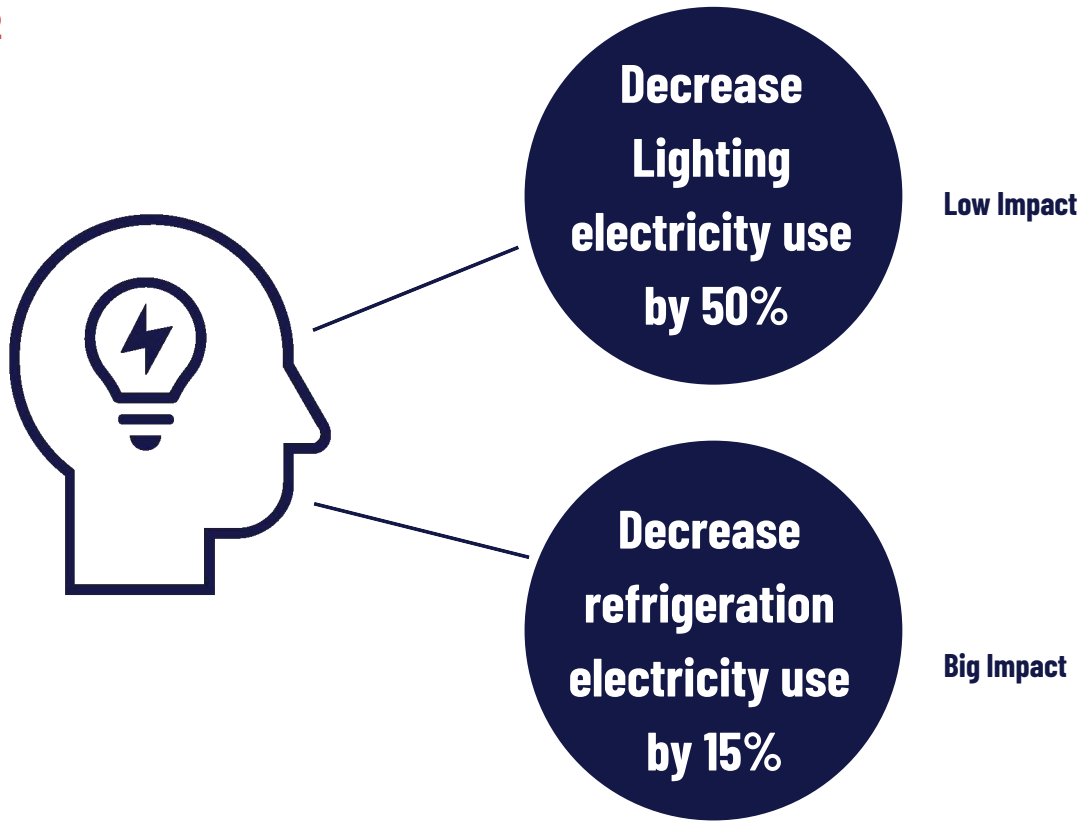 Decrease
Lighting
electricity use
by 50%
Low Impact
Decrease
refrigeration
electricity use
by 15%
Big Impact